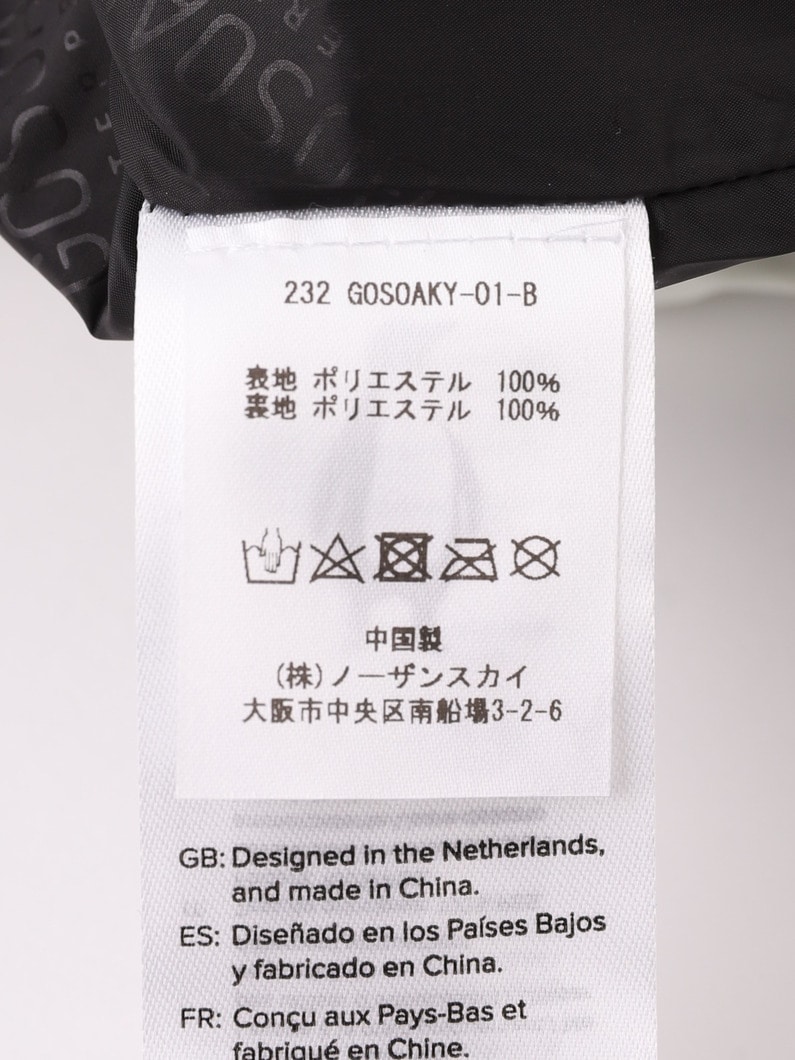 232 GOSOAKY-01-B
表地 ポリエステル 100%
裏地 ポリエステル 100%
中国製
(株)ノーザンスカイ
大阪市中央区南船場3-2-6
GB: Designed in the Netherlands,
and made in China.
ES: Diseñado en los Países Bajos
y fabricado en China.
FR: Conçu aux Pays-Bas et
fabriqué en Chine.